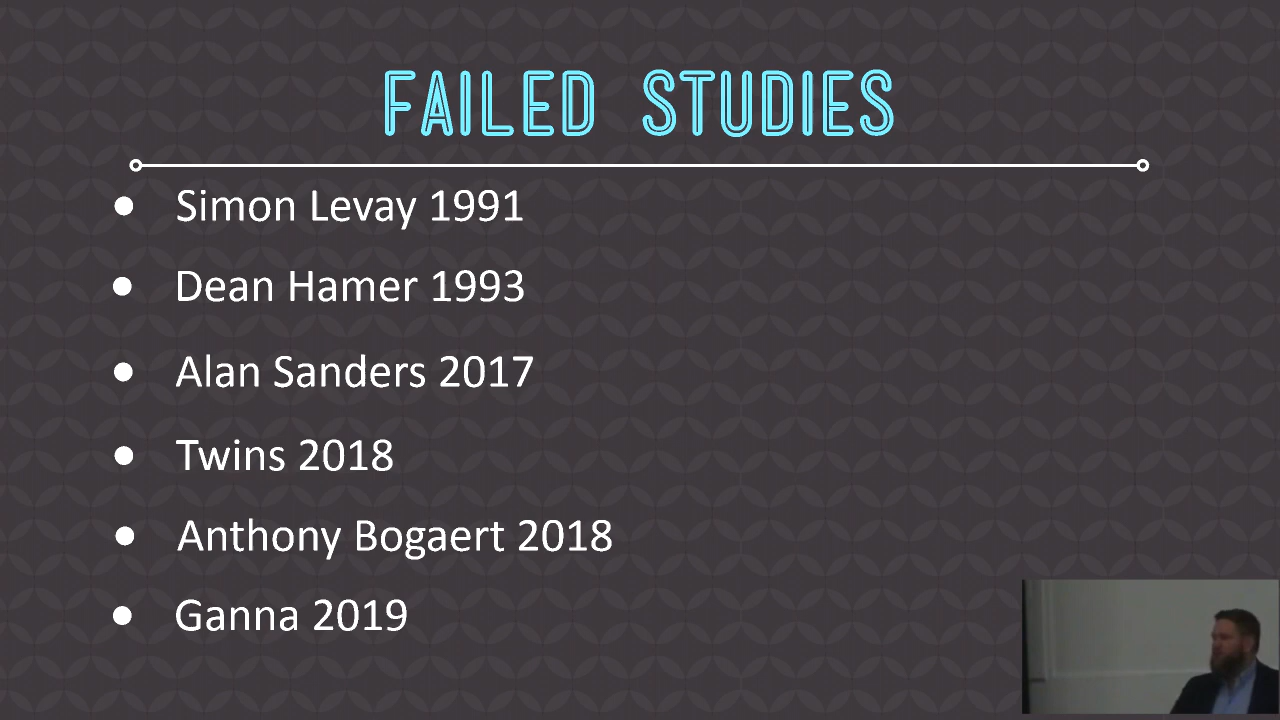 FAILED STUDIES
• Simon Levay 1991
• Dean Hamer 1993
• Alan Sanders 2017
• Twins 2018
• Anthony Bogaert 2018
• Ganna 2019